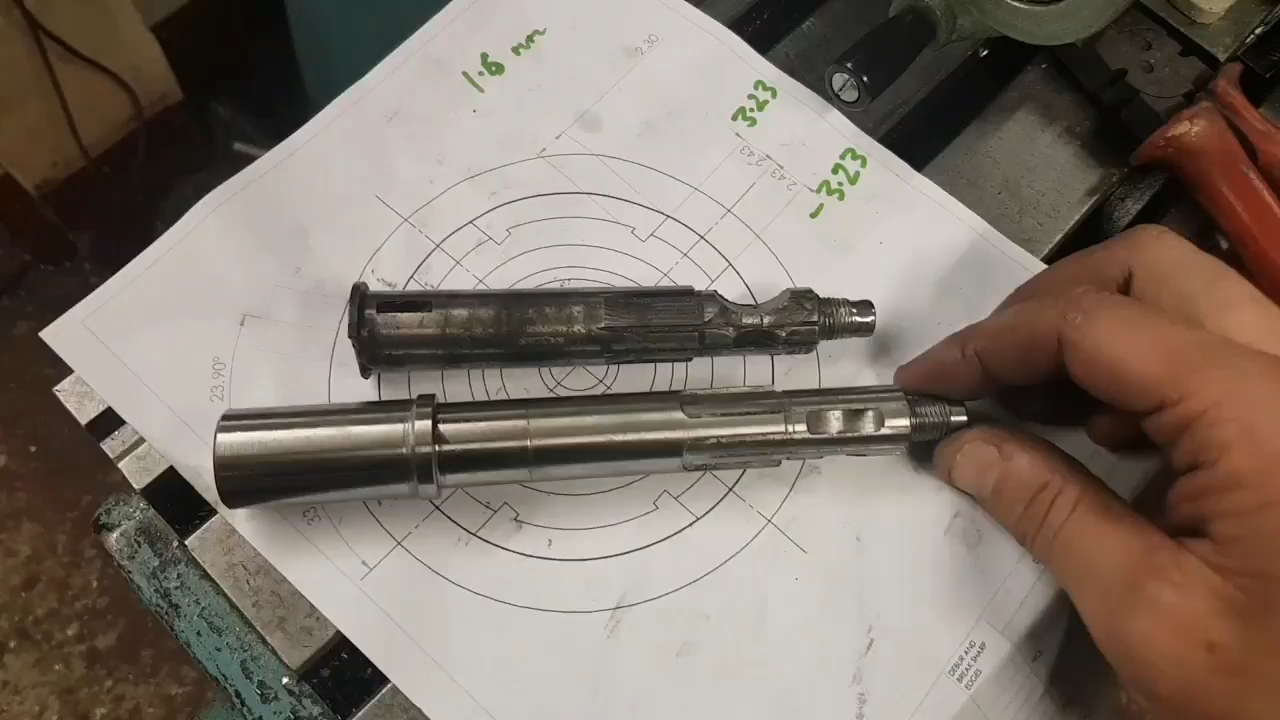 1.6 mm
2.30
3.23
2.43
2.43
-3.23
23.90°
33
DEBUR AND
BREAK SHARP
EDGES